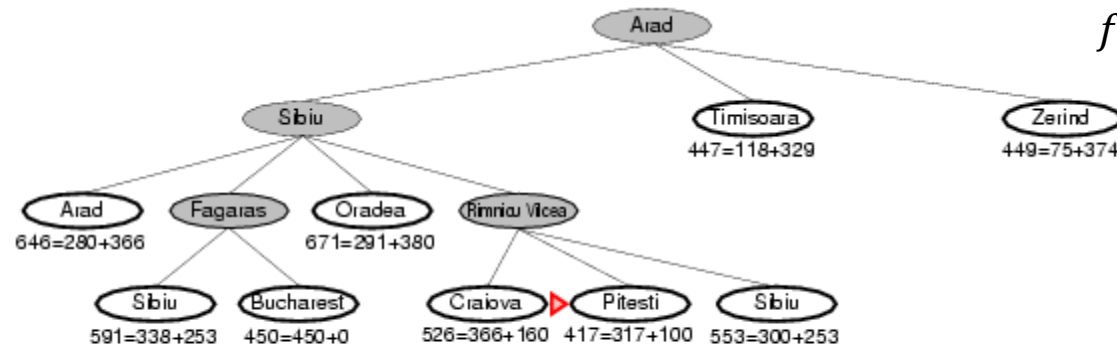 Arad
f
Sibiu
Timisoara
Zerind
447=118+329
449=75+374
Arad
Fagaras
Oradea
Rimnicu Vilcea
646=280+366
671=291+380
Sibiu
Bucharest
Craiova
Pitesti
Sibiu
591=338+253
450=450+0
526=366+160
417=317+100
553=300+253